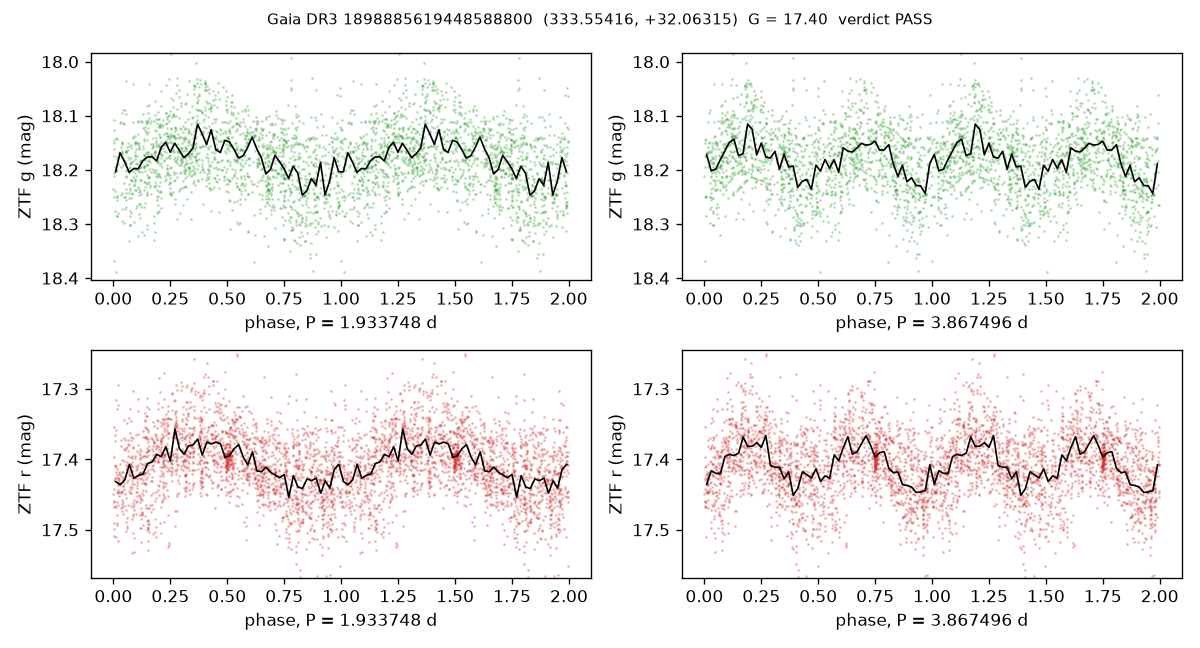 Gaia DR3 1898885619448588800 (333.55416, +32.06315) G = 17.40 verdict PASS
ZTF g (mag)
18.0
18.1
18.2
18.3
18.4
0.00 0.25 0.50 0.75 1.00 1.25 1.50 1.75 2.00
phase, P = 1.933748 d
ZTF g (mag)
18.0
18.1
18.2
18.3
18.4
0.00 0.25 0.50 0.75 1.00 1.25 1.50 1.75 2.00
phase, P = 3.867496 d
ZTF r (mag)
17.3
17.4
17.5
0.00 0.25 0.50 0.75 1.00 1.25 1.50 1.75 2.00
phase, P = 1.933748 d
ZTF r (mag)
17.3
17.4
17.5
0.00 0.25 0.50 0.75 1.00 1.25 1.50 1.75 2.00
phase, P = 3.867496 d